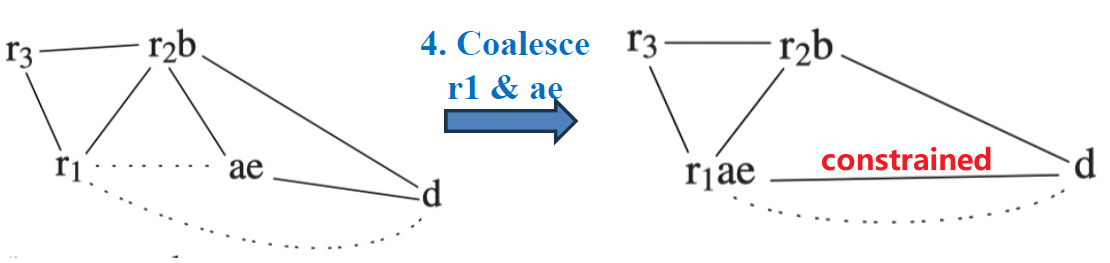 r₃
r₂b
r₁
ae
d
4. Coalesce
r1 & ae
r₃
r₂b
r₁ae
constrained
d